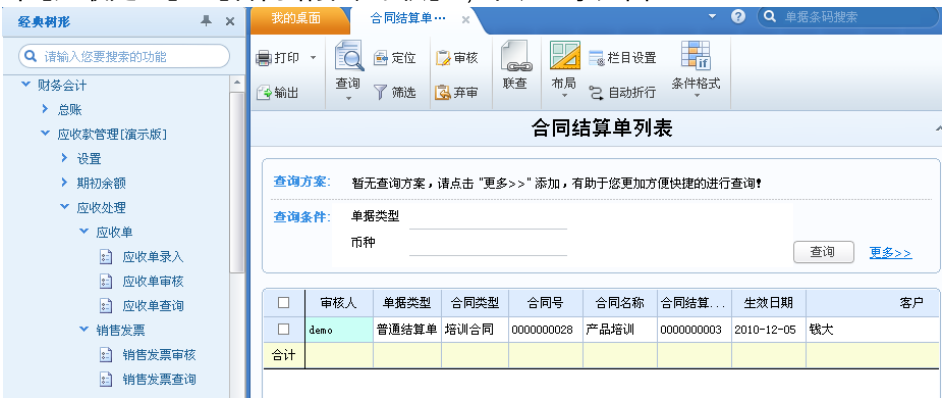 经典树形
我的桌面 合同结算单… 单据条码搜索
请输入您要搜索的功能
财务会计
总账
应收款管理[演示版]
设置
期初余额
应收处理
应收单
应收单录入
应收单审核
应收单查询
销售发票
销售发票审核
销售发票查询
打印 查询 定位 审核 联查 布局 栏目设置 条件格式
输出 筛选 弃审 自动折行
合同结算单列表
查询方案: 暂无查询方案,请点击 "更多>>" 添加,有助于您更加方便快捷的进行查询!
查询条件: 单据类型
币种
查询 更多>>
审核人 单据类型 合同类型 合同号 合同名称 合同结算... 生效日期 客户
demo 普通结算单 培训合同 0000000028 产品培训 0000000003 2010-12-05 钱大
合计